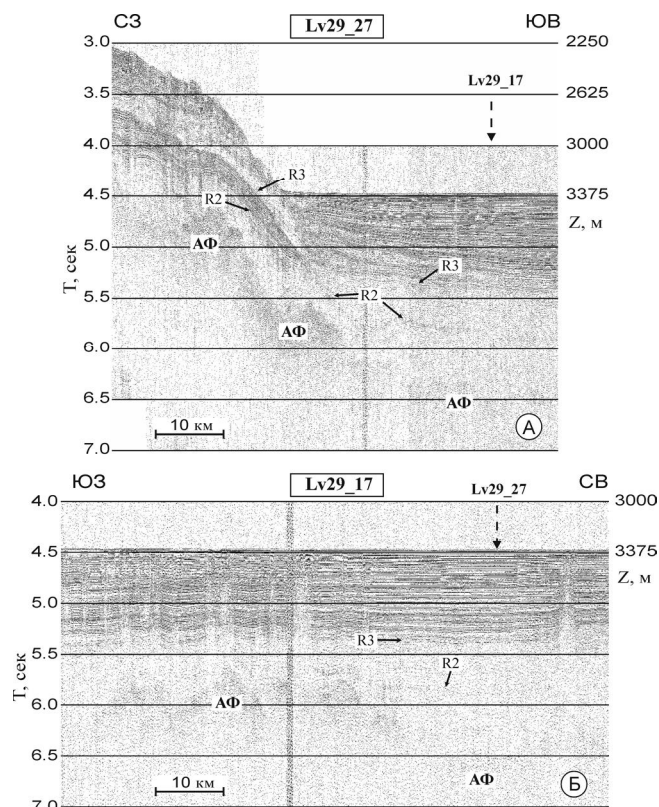 СЗ Lv29_27 ЮВ
3.0 2250
Lv29_17
3.5 2625
4.0 3000
R3
4.5 3375
R2
Z, м
АФ
5.0
R3
T, сек
5.5 R2
АФ
6.0
6.5 АФ
10 км А
7.0
ЮЗ Lv29_17 СВ
Lv29_27
4.0 3000
4.5 3375
Z, м
5.0
R3
T, сек
5.5
R2
6.0 АФ
6.5
10 км АФ Б
7.0